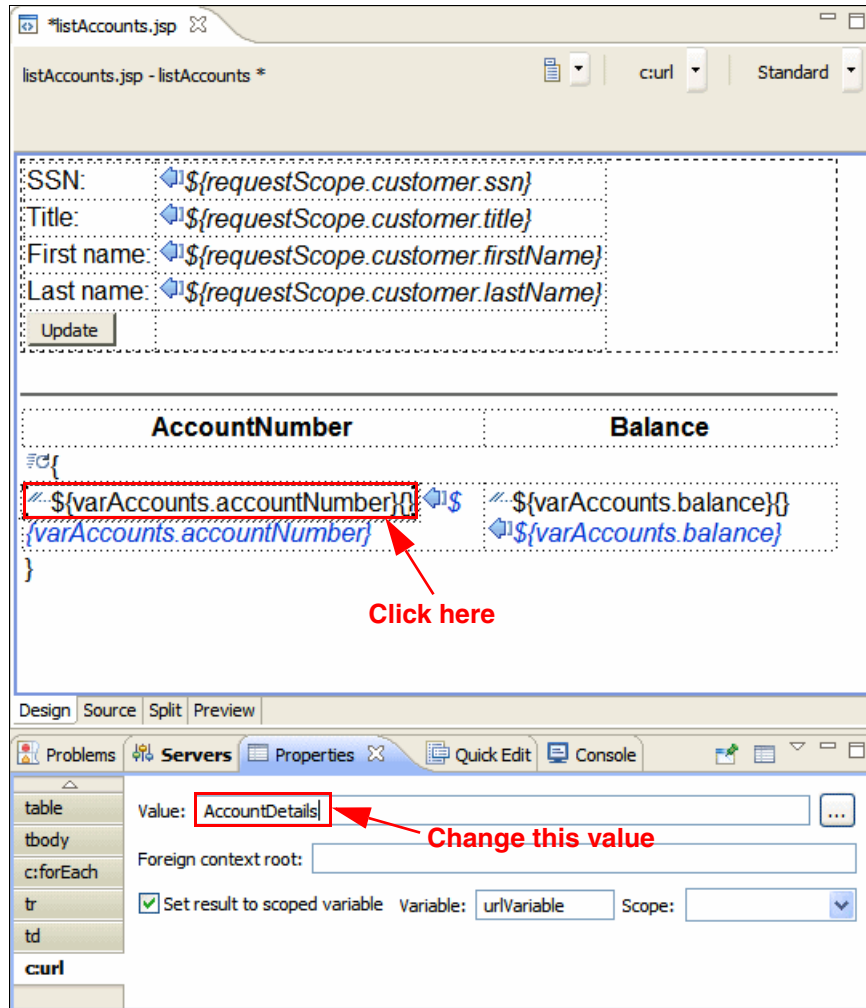 *listAccounts.jsp
listAccounts.jsp - listAccounts * c:url Standard
SSN: ${requestScope.customer.ssn}
Title: ${requestScope.customer.title}
First name: ${requestScope.customer.firstName}
Last name: ${requestScope.customer.lastName}
Update
AccountNumber Balance
{
${varAccounts.accountNumber}{} $ ${varAccounts.balance}{}
{varAccounts.accountNumber} ${varAccounts.balance}
}
Click here
Design Source Split Preview
Problems Servers Properties Quick Edit Console
table
Value: AccountDetails ...
Change this value
tbody
Foreign context root:
c:forEach
tr
Set result to scoped variable Variable: urlVariable Scope:
td
c:url